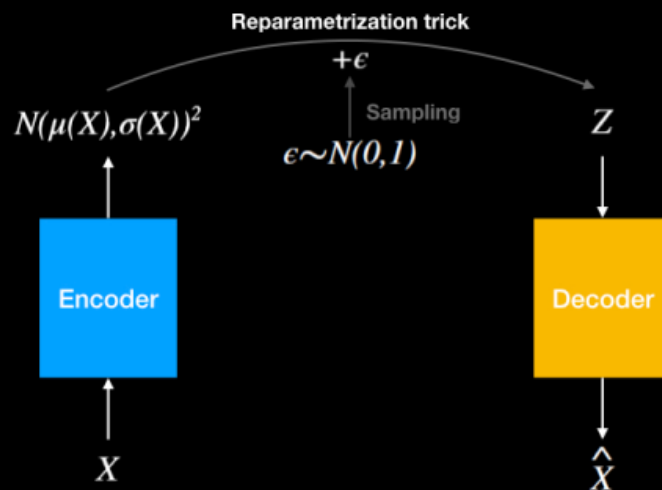 Reparametrization trick
+ϵ
N(μ(X),σ(X))²
Sampling
Z
ϵ~N(0,1)
Encoder
Decoder
X
X̂